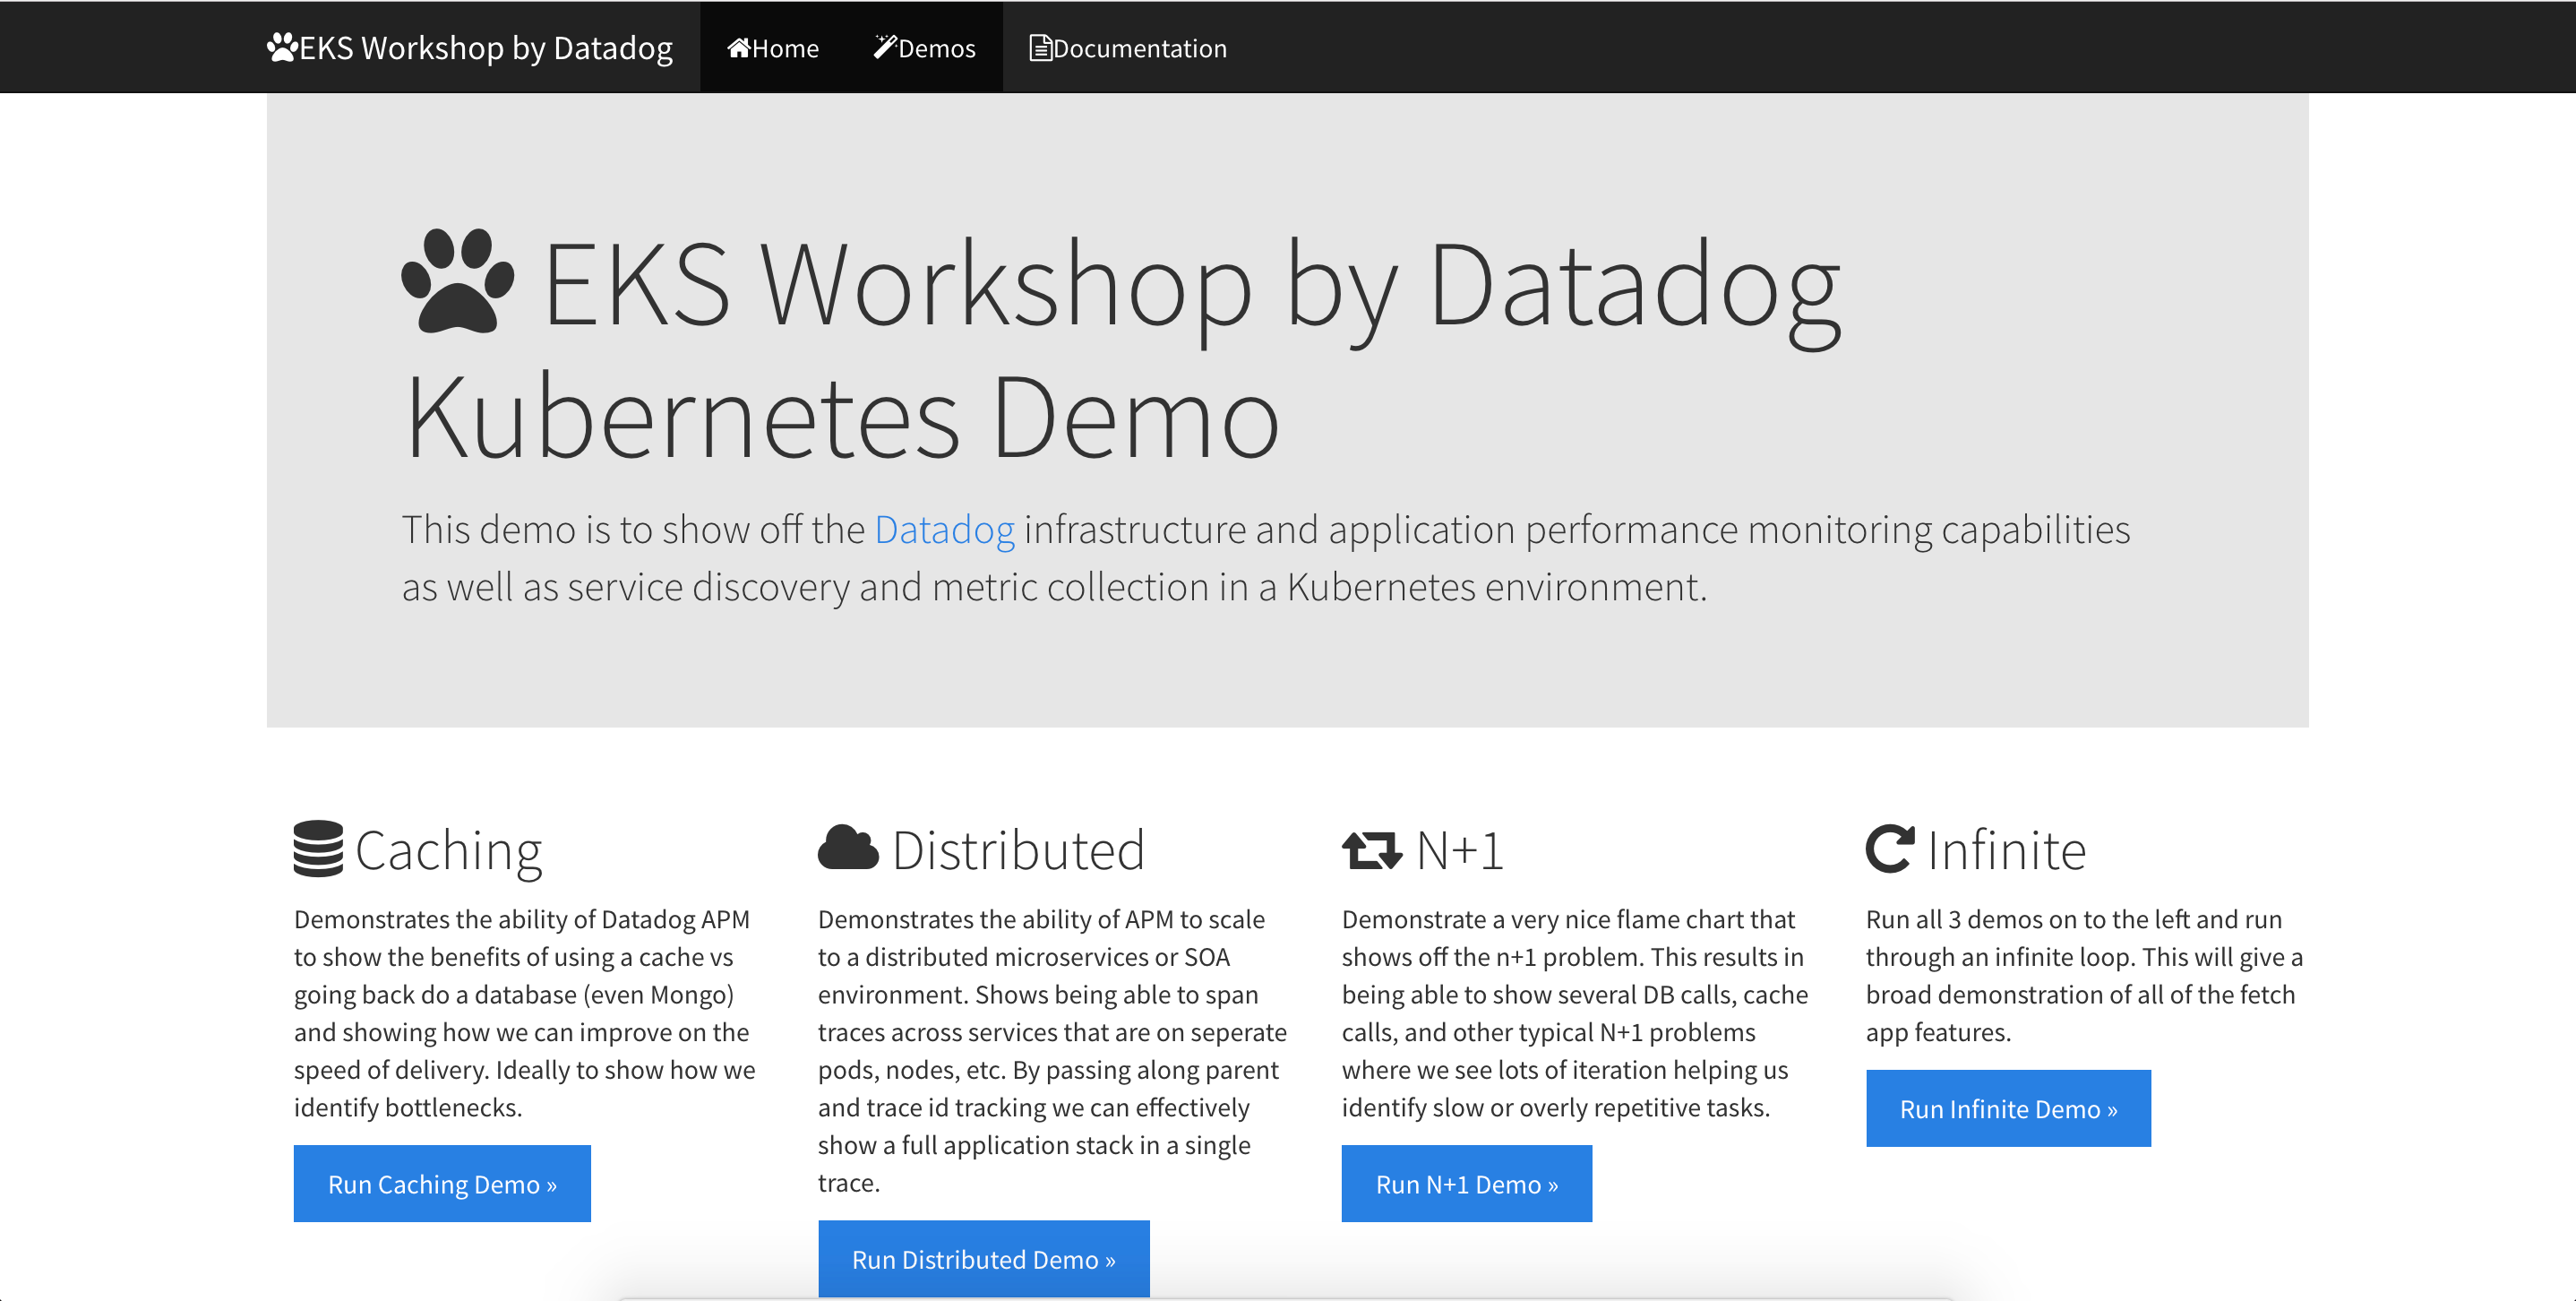 EKS Workshop by Datadog Home Demos Documentation
EKS Workshop by Datadog
Kubernetes Demo
This demo is to show off the Datadog infrastructure and application performance monitoring capabilities
as well as service discovery and metric collection in a Kubernetes environment.
Caching
Demonstrates the ability of Datadog APM
to show the benefits of using a cache vs
going back do a database (even Mongo)
and showing how we can improve on the
speed of delivery. Ideally to show how we
identify bottlenecks.
Run Caching Demo »
Distributed
Demonstrates the ability of APM to scale
to a distributed microservices or SOA
environment. Shows being able to span
traces across services that are on seperate
pods, nodes, etc. By passing along parent
and trace id tracking we can effectively
show a full application stack in a single
trace.
Run Distributed Demo »
N+1
Demonstrate a very nice flame chart that
shows off the n+1 problem. This results in
being able to show several DB calls, cache
calls, and other typical N+1 problems
where we see lots of iteration helping us
identify slow or overly repetitive tasks.
Run N+1 Demo »
Infinite
Run all 3 demos on to the left and run
through an infinite loop. This will give a
broad demonstration of all of the fetch
app features.
Run Infinite Demo »